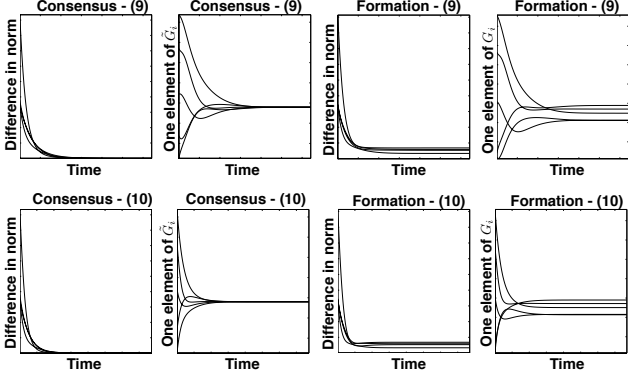 Consensus - (9)
Difference in norm
Time
Consensus - (9)
One element of G̃ᵢ
Time
Formation - (9)
Difference in norm
Time
Formation - (9)
One element of Gᵢ
Time
Consensus - (10)
Difference in norm
Time
Consensus - (10)
One element of G̃ᵢ
Time
Formation - (10)
Difference in norm
Time
Formation - (10)
One element of Gᵢ
Time